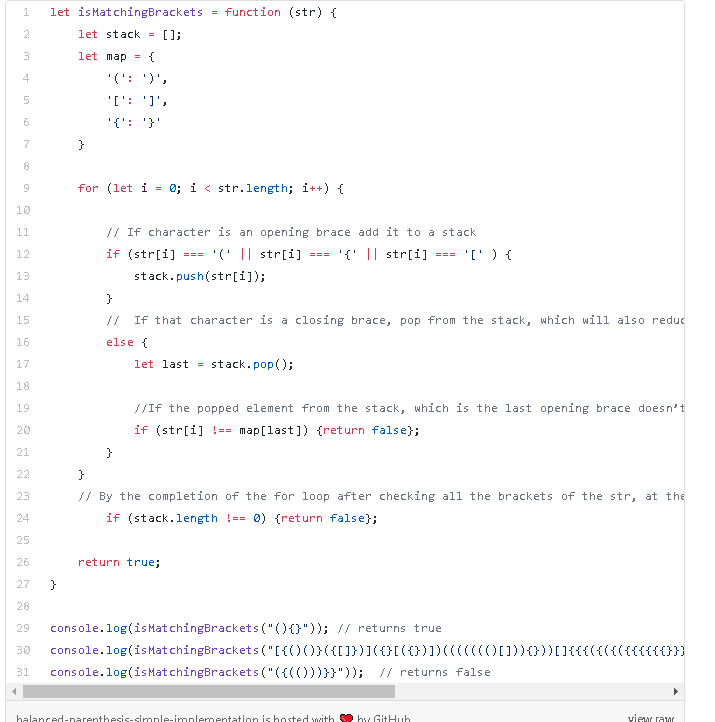 1 let isMatchingBrackets = function (str) {
2 let stack = [];
3 let map = {
4 '(': ')',
5 '[': ']',
6 '{': '}'
7 }
8
9 for (let i = 0; i < str.length; i++) {
10
11 // If character is an opening brace add it to a stack
12 if (str[i] === '(' || str[i] === '{' || str[i] === '[' ) {
13 stack.push(str[i]);
14 }
15 //  If that character is a closing brace, pop from the stack, which will also reduc
16 else {
17 let last = stack.pop();
18
19 //If the popped element from the stack, which is the last opening brace doesn’t
20 if (str[i] !== map[last]) {return false};
21 }
22 }
23 // By the completion of the for loop after checking all the brackets of the str, at the
24 if (stack.length !== 0) {return false};
25
26 return true;
27 }
28
29 console.log(isMatchingBrackets("(){}")); // returns true
30 console.log(isMatchingBrackets("[{()()}({[]})]({}[({})])((((((()[])){}))[]{{{({({({{{{{{}}}
31 console.log(isMatchingBrackets("({(()))}}"));  // returns false
balanced-parenthesis-simple-implementation is hosted with ❤ by GitHub
view raw